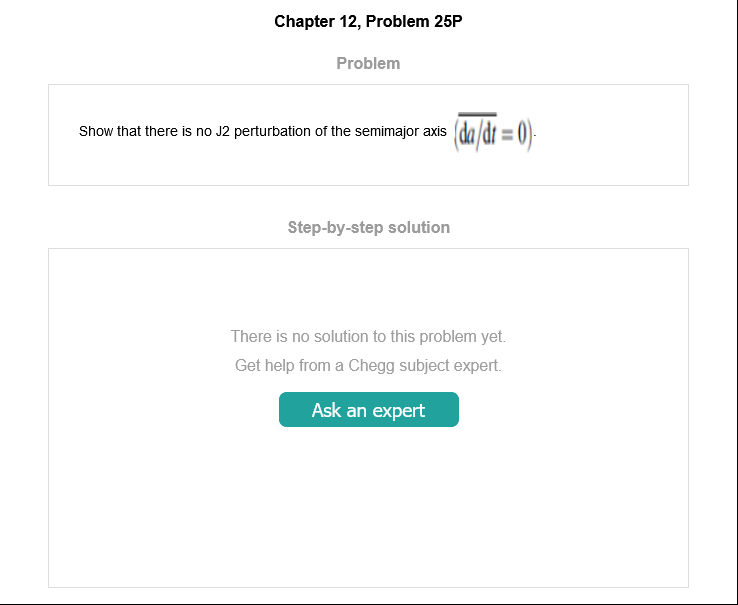 Chapter 12, Problem 25P
Problem
Show that there is no J2 perturbation of the semimajor axis (\overline{da/dt} = 0).
Step-by-step solution
There is no solution to this problem yet.
Get help from a Chegg subject expert.
Ask an expert